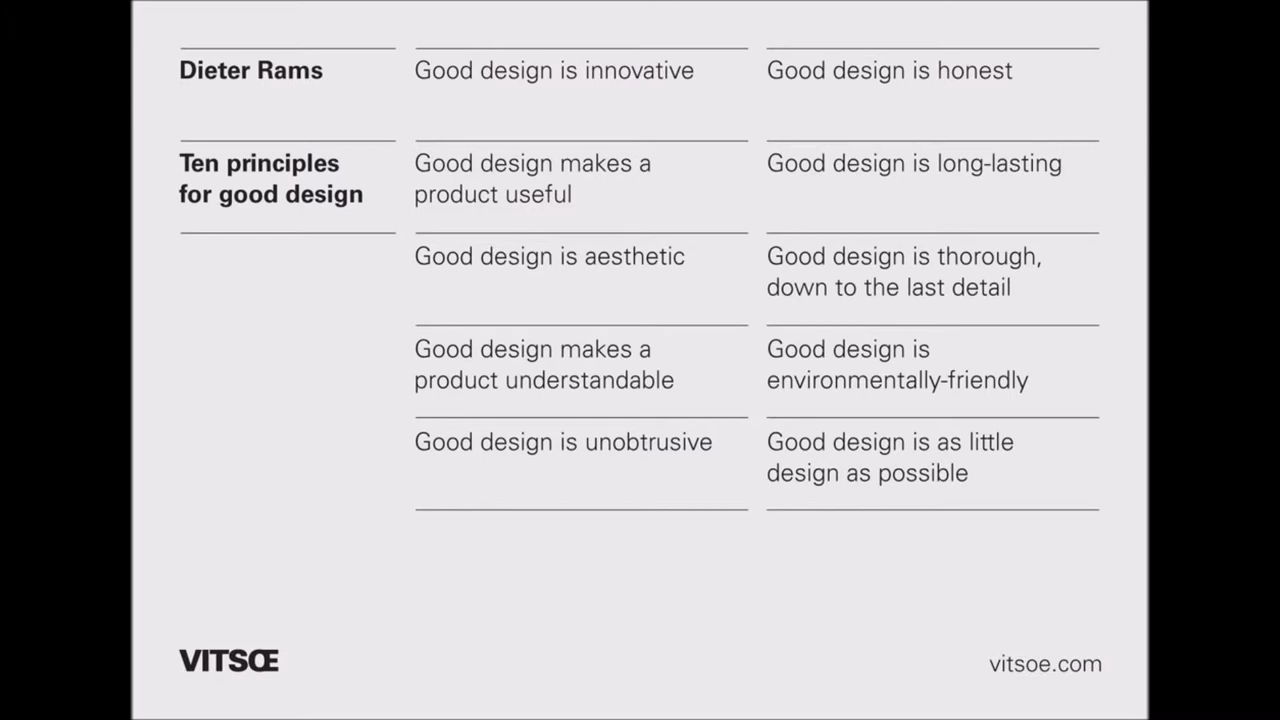 Dieter Rams
Ten principles
for good design
Good design is innovative
Good design makes a
product useful
Good design is aesthetic
Good design makes a
product understandable
Good design is unobtrusive
Good design is honest
Good design is long-lasting
Good design is thorough,
down to the last detail
Good design is
environmentally-friendly
Good design is as little
design as possible
VITSŒ
vitsoe.com